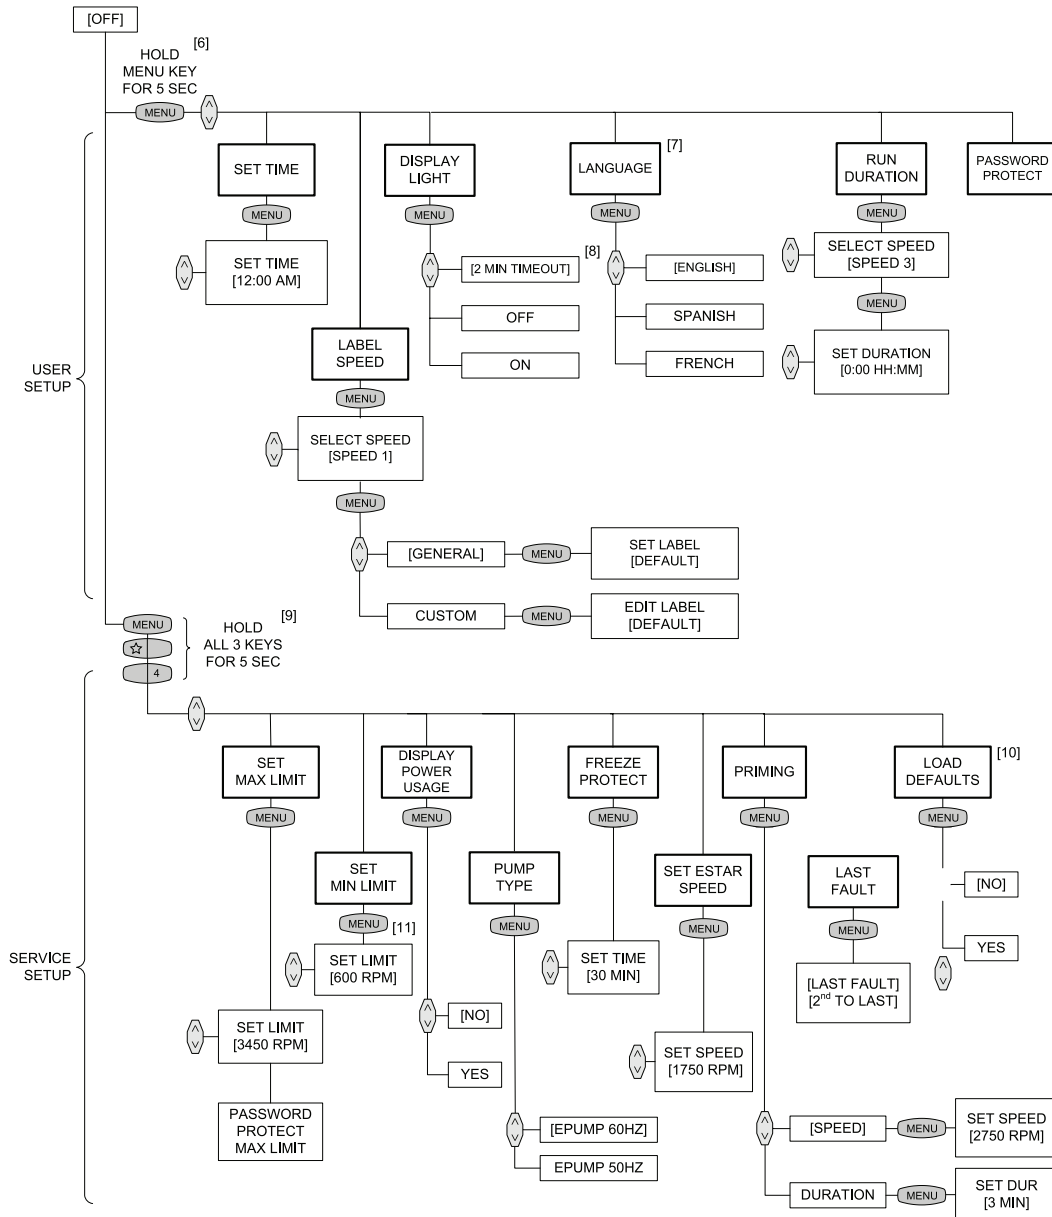 [OFF]
[6]
HOLD
MENU KEY
FOR 5 SEC
MENU
SET TIME
DISPLAY
LIGHT
LANGUAGE
[7]
RUN
DURATION
PASSWORD
PROTECT
MENU
MENU
MENU
MENU
SET TIME
[12:00 AM]
[2 MIN TIMEOUT]
[8]
OFF
ON
[ENGLISH]
SPANISH
FRENCH
SELECT SPEED
[SPEED 3]
MENU
SET DURATION
[0:00 HH:MM]
USER
SETUP
LABEL
SPEED
MENU
SELECT SPEED
[SPEED 1]
MENU
[GENERAL]
MENU
SET LABEL
[DEFAULT]
CUSTOM
MENU
EDIT LABEL
[DEFAULT]
MENU
4
HOLD
ALL 3 KEYS
FOR 5 SEC
[9]
SERVICE
SETUP
SET
MAX LIMIT
DISPLAY
POWER
USAGE
FREEZE
PROTECT
PRIMING
LOAD
DEFAULTS
[10]
MENU
MENU
MENU
MENU
MENU
SET
MIN LIMIT
PUMP
TYPE
SET ESTAR
SPEED
LAST
FAULT
[NO]
MENU
[11]
MENU
MENU
MENU
YES
SET LIMIT
[600 RPM]
SET TIME
[30 MIN]
[LAST FAULT]
[2nd TO LAST]
SET LIMIT
[3450 RPM]
[NO]
YES
SET SPEED
[1750 RPM]
PASSWORD
PROTECT
MAX LIMIT
[EPUMP 60HZ]
EPUMP 50HZ
[SPEED]
MENU
SET SPEED
[2750 RPM]
DURATION
MENU
SET DUR
[3 MIN]